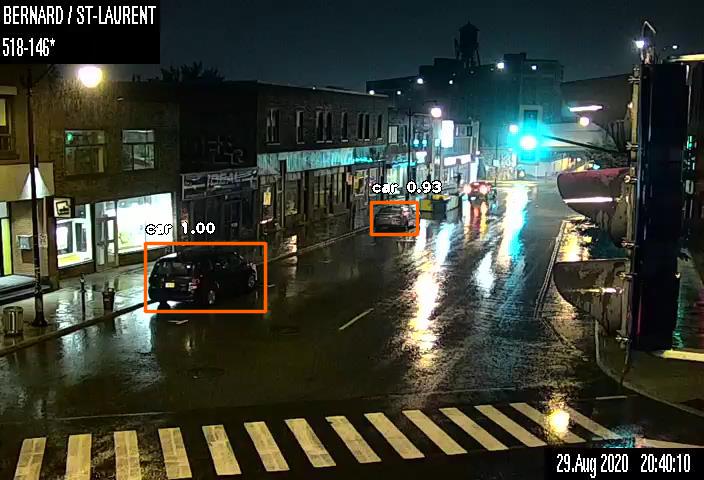 BERNARD / ST-LAURENT
518-146*
car 0.93
car 1.00
29.Aug 2020 20:40:10